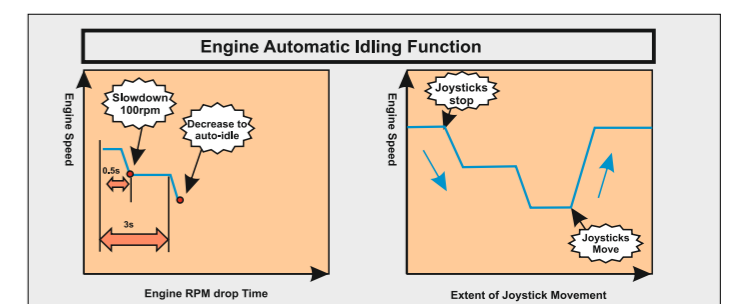 Engine Automatic Idling Function
Engine Speed
Slowdown
100rpm
Decrease to
auto-idle
0.5s
3s
Engine RPM drop Time
Engine Speed
Joysticks
stop
Joysticks
Move
Extent of Joystick Movement